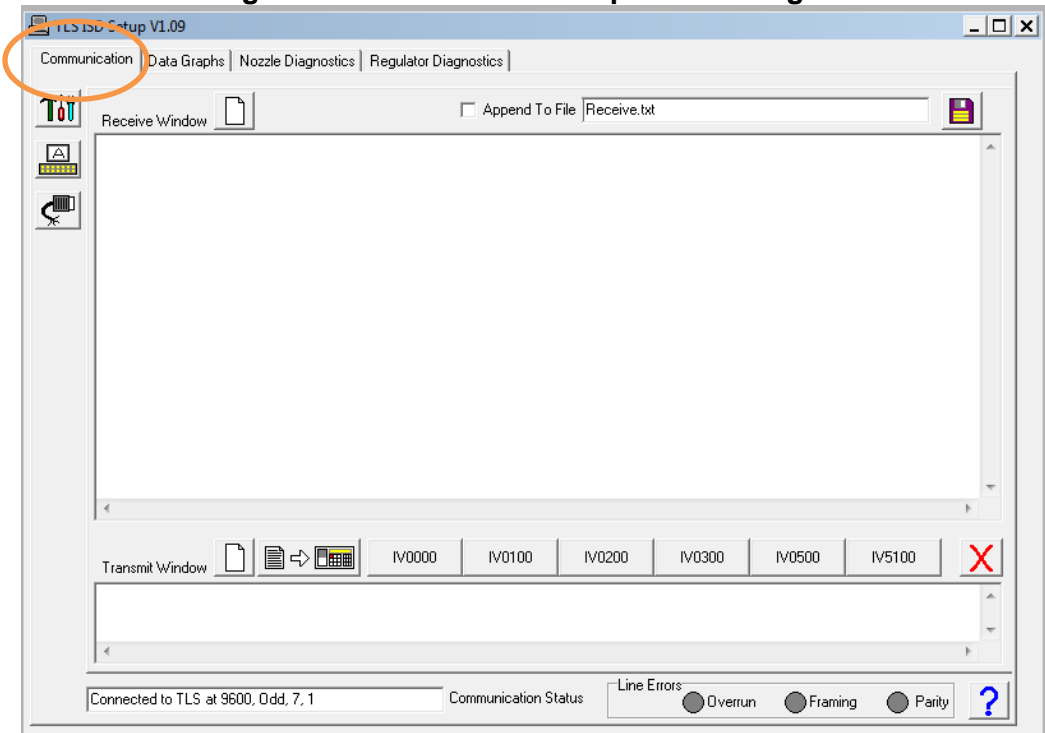 TLS ISD Setup V1.09
Communication Data Graphs Nozzle Diagnostics Regulator Diagnostics
Receive Window Append To File Receive.txt
A
Transmit Window IV0000 IV0100 IV0200 IV0300 IV0500 IV5100 X
Connected to TLS at 9600, Odd, 7, 1 Communication Status Line Errors Overrun Framing Parity ?